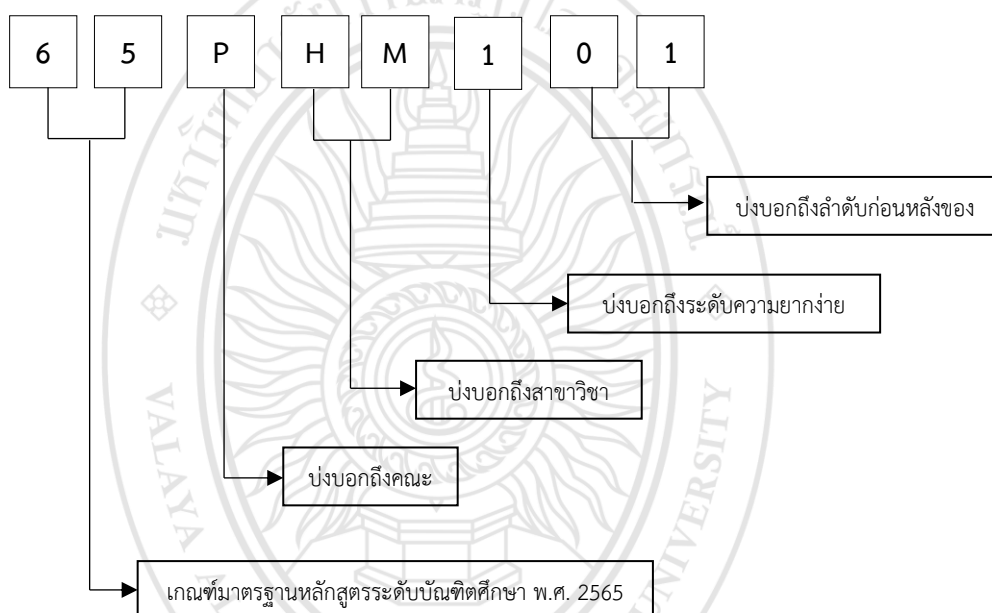 6 5 P H M 1 0 1
บ่งบอกถึงลำดับก่อนหลังของ
บ่งบอกถึงระดับความยากง่าย
บ่งบอกถึงสาขาวิชา
บ่งบอกถึงคณะ
เกณฑ์มาตรฐานหลักสูตรระดับบัณฑิตศึกษา พ.ศ. 2565
VALAYA
UNIVERSITY